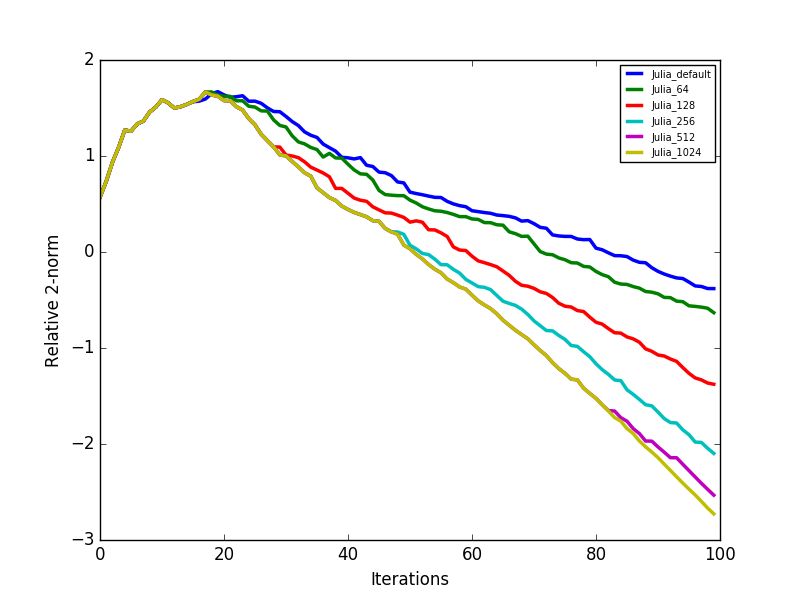 2
1
0
−1
−2
−3
Relative 2-norm
0 20 40 60 80 100
Iterations
Julia_default
Julia_64
Julia_128
Julia_256
Julia_512
Julia_1024